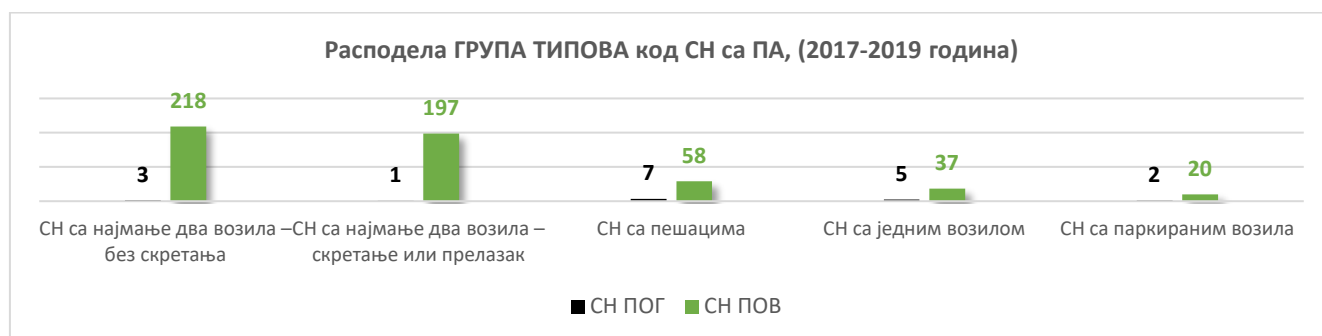 Расподела ГРУПА ТИПОВА код СН са ПА, (2017-2019 година)
218
197
3
1
7
58
5
37
2
20
СН са најмање два возила –
без скретања
СН са најмање два возила –
скретање или прелазак
СН са пешацима
СН са једним возилом
СН са паркираним возила
СН ПОГ
СН ПОВ